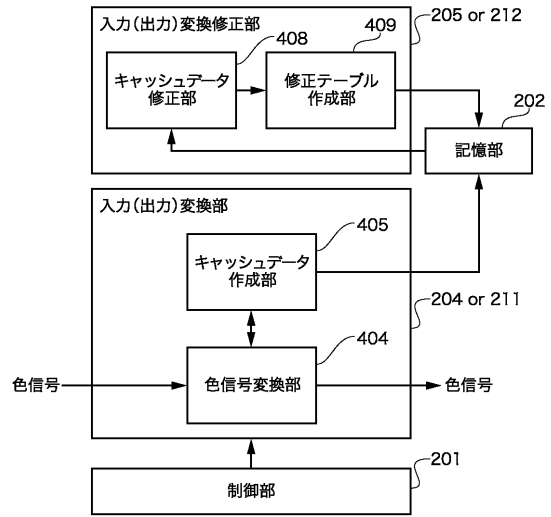 入力(出力)変換修正部
205 or 212
408
409
キャッシュデータ
修正部
修正テーブル
作成部
202
記憶部
入力(出力)変換部
405
キャッシュデータ
作成部
204 or 211
404
色信号
色信号変換部
色信号
201
制御部